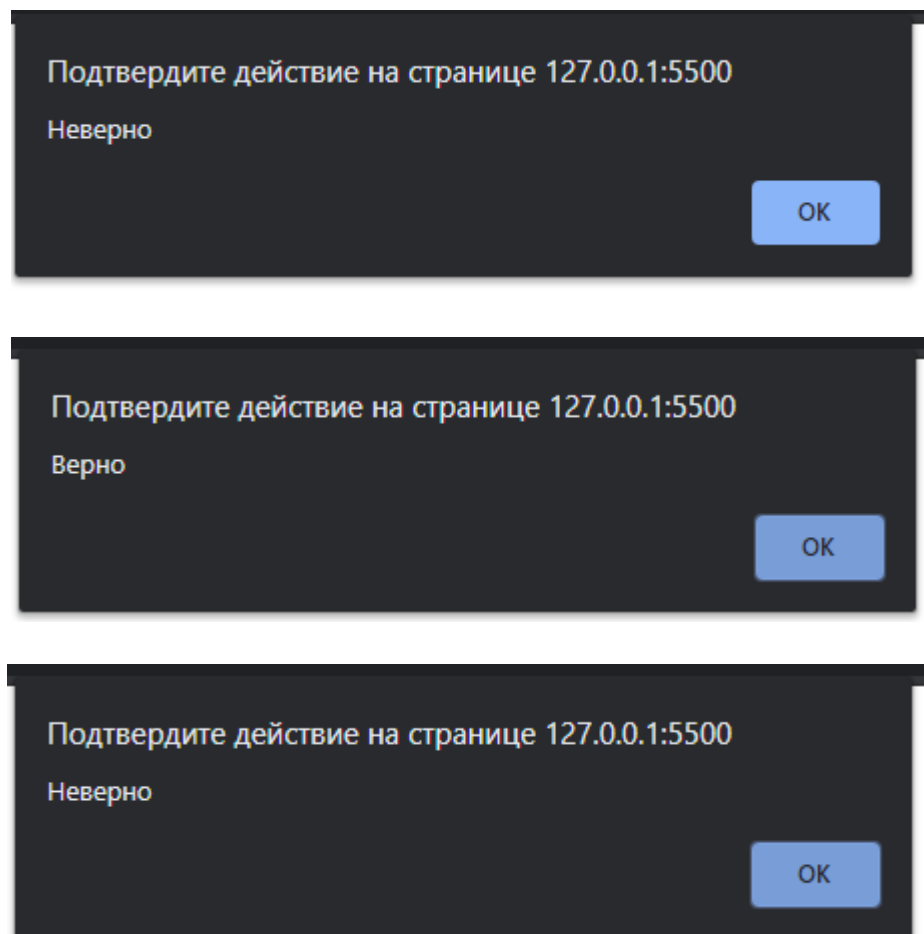 Подтвердите действие на странице 127.0.0.1:5500
Неверно
ОК
Подтвердите действие на странице 127.0.0.1:5500
Верно
ОК
Подтвердите действие на странице 127.0.0.1:5500
Неверно
ОК